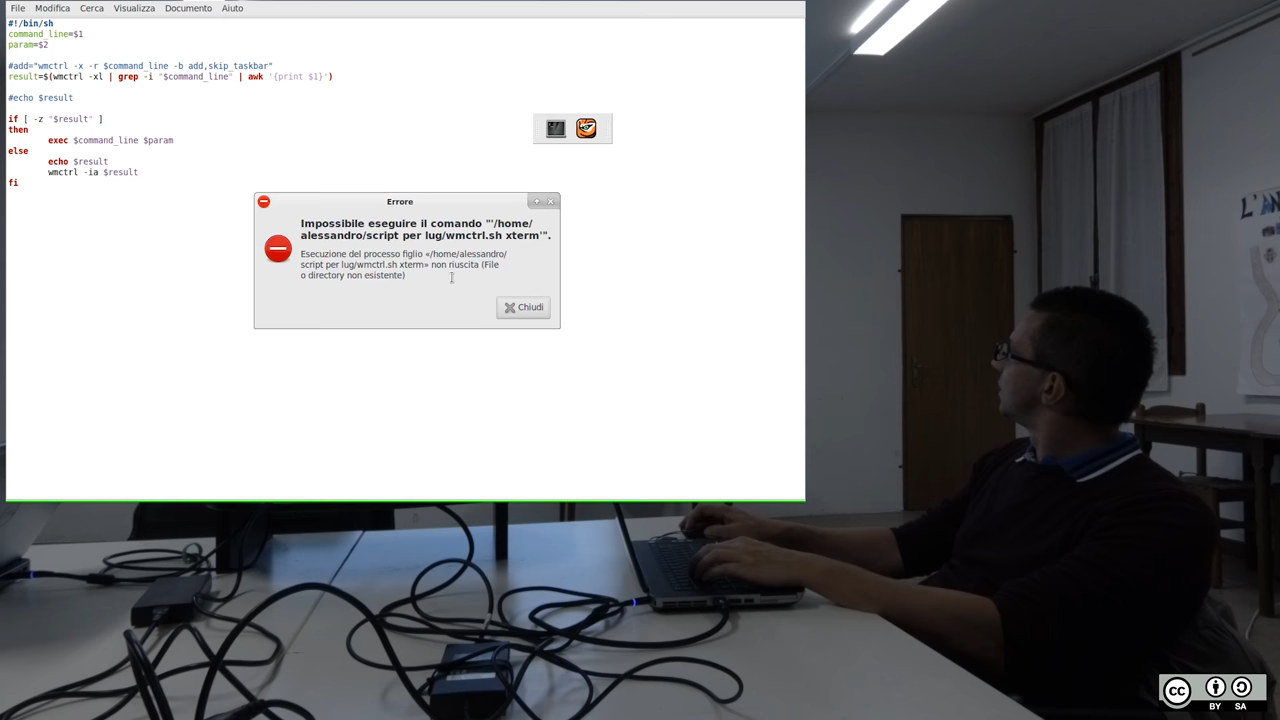 File Modifica Cerca Visualizza Documento Aiuto
#!/bin/sh
command_line=$1
param=$2
#add="wmctrl -x -r $command_line -b add,skip_taskbar"
result=$(wmctrl -xl | grep -i "$command_line" | awk '{print $1}')
#echo $result
if [ -z "$result" ]
then
exec $command_line $param
else
echo $result
wmctrl -ia $result
fi
Errore
Impossibile eseguire il comando "'/home/
alessandro/script per lug/wmctrl.sh xterm'".
Esecuzione del processo figlio «/home/alessandro/
script per lug/wmctrl.sh xterm» non riuscita (File
o directory non esistente)
Chiudi
L'AN
CC
BY SA